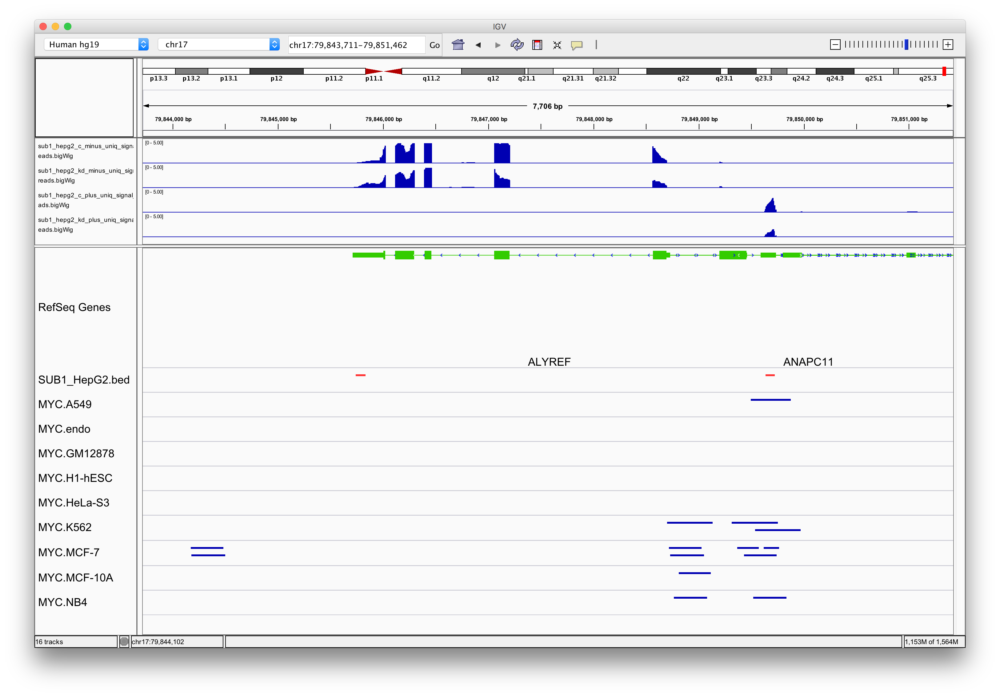 IGV
Human hg19 chr17 chr17:79,843,711-79,851,462 Go
p13.3 p13.2 p13.1 p12 p11.2 p11.1 q11.2 q12 q21.1 q21.31 q21.32 q22 q23.1 q23.3 q24.2 q24.3 q25.1 q25.3
7,706 bp
79,844,000 bp 79,845,000 bp 79,846,000 bp 79,847,000 bp 79,848,000 bp 79,849,000 bp 79,850,000 bp 79,851,000 bp
sub1_hepg2_c_minus_uniq_signa [0 - 5.00]
eads.bigWig
sub1_hepg2_kd_minus_uniq_sig [0 - 5.00]
reads.bigWig
sub1_hepg2_c_plus_uniq_signal_ [0 - 5.00]
ads.bigWig
sub1_hepg2_kd_plus_uniq_signa [0 - 5.00]
eads.bigWig
RefSeq Genes
ALYREF ANAPC11
SUB1_HepG2.bed
MYC.A549
MYC.endo
MYC.GM12878
MYC.H1-hESC
MYC.HeLa-S3
MYC.K562
MYC.MCF-7
MYC.MCF-10A
MYC.NB4
16 tracks chr17:79,844,102 1,153M of 1,564M